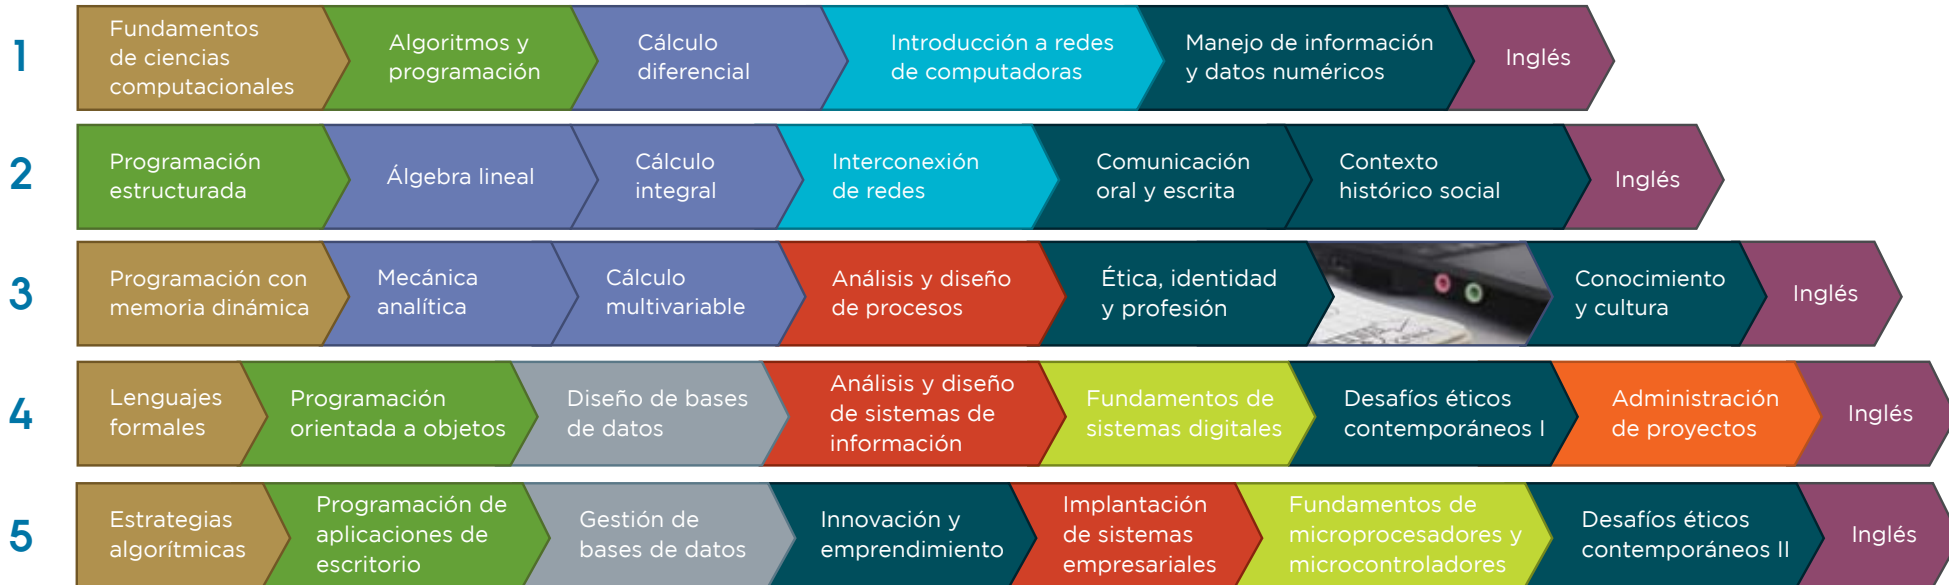 1
Fundamentos
de ciencias
computacionales
Algoritmos y
programación
Cálculo
diferencial
Introducción a redes
de computadoras
Manejo de información
y datos numéricos
Inglés
2
Programación
estructurada
Álgebra lineal
Cálculo
integral
Interconexión
de redes
Comunicación
oral y escrita
Contexto
histórico social
Inglés
3
Programación con
memoria dinámica
Mecánica
analítica
Cálculo
multivariable
Análisis y diseño
de procesos
Ética, identidad
y profesión
Conocimiento
y cultura
Inglés
4
Lenguajes
formales
Programación
orientada a objetos
Diseño de bases
de datos
Análisis y diseño
de sistemas de
información
Fundamentos de
sistemas digitales
Desafíos éticos
contemporáneos I
Administración
de proyectos
Inglés
5
Estrategias
algorítmicas
Programación de
aplicaciones de
escritorio
Gestión de
bases de datos
Innovación y
emprendimiento
Implantación
de sistemas
empresariales
Fundamentos de
microprocesadores y
microcontroladores
Desafíos éticos
contemporáneos II
Inglés